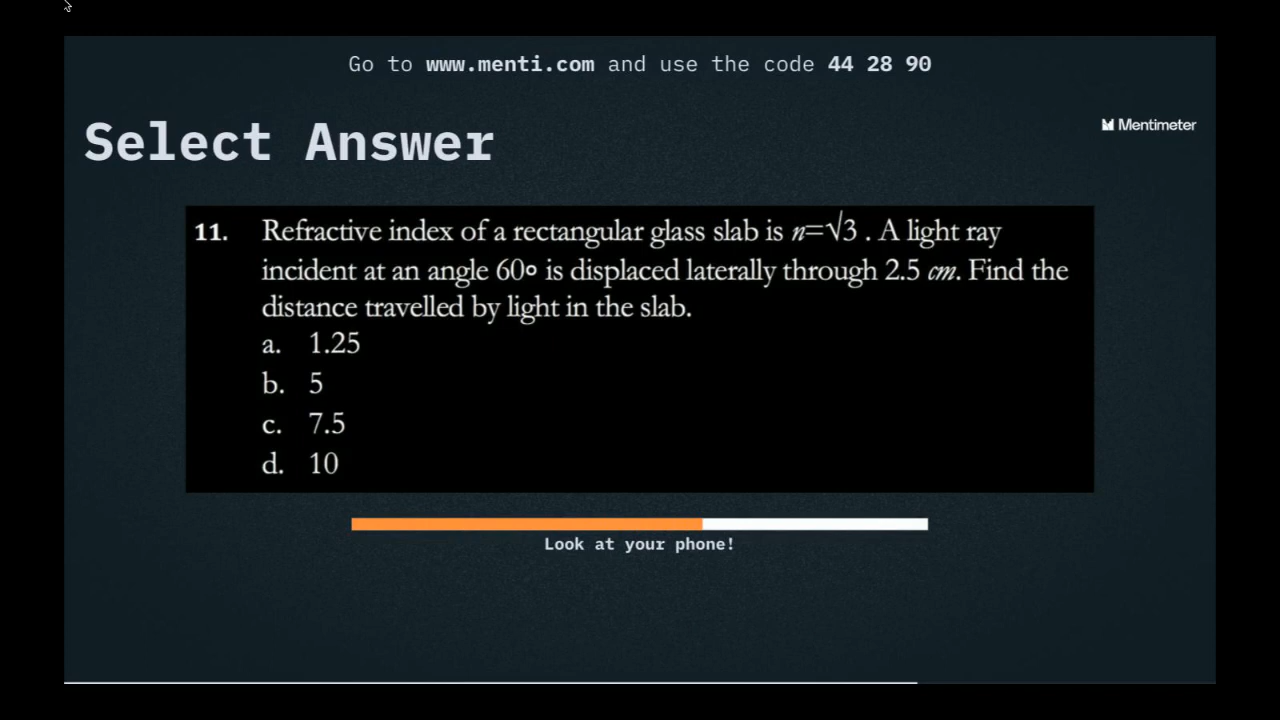 Go to www.menti.com and use the code 44 28 90
Mentimeter
Select Answer
11. Refractive index of a rectangular glass slab is n=√3 . A light ray
incident at an angle 60o is displaced laterally through 2.5 cm. Find the
distance travelled by light in the slab.
a. 1.25
b. 5
c. 7.5
d. 10
Look at your phone!